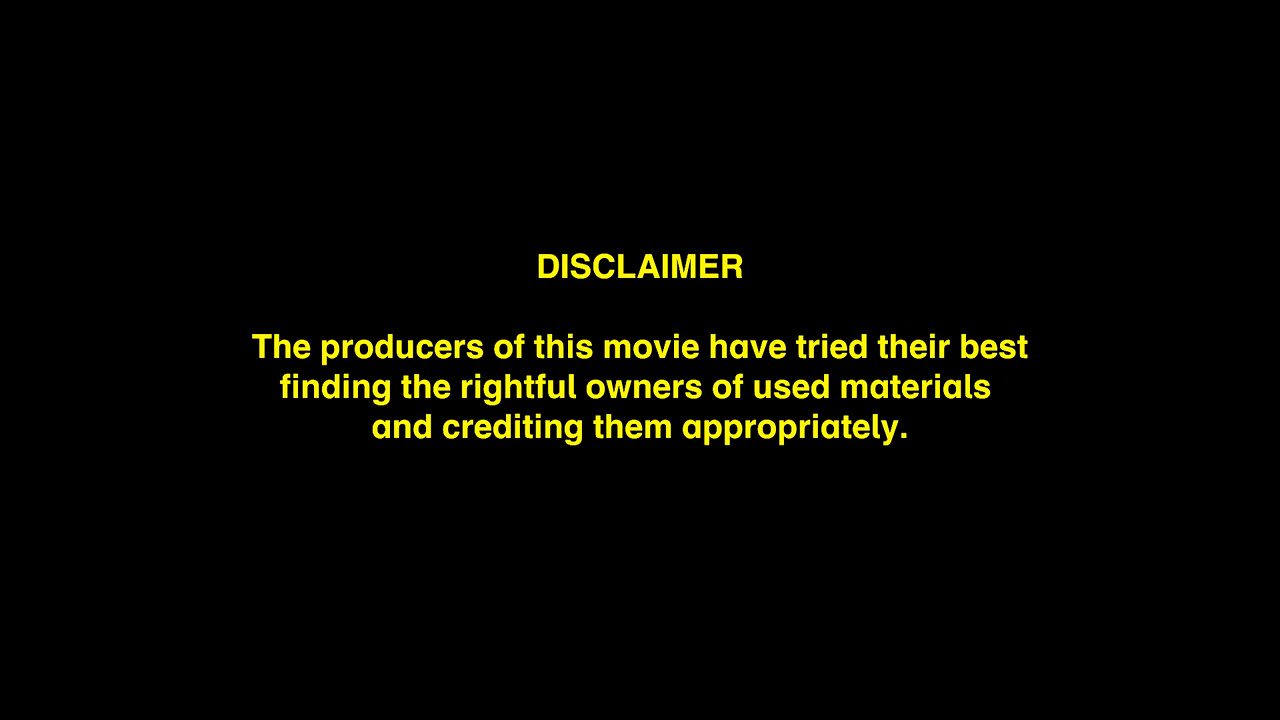 DISCLAIMER
The producers of this movie have tried their best
finding the rightful owners of used materials
and crediting them appropriately.